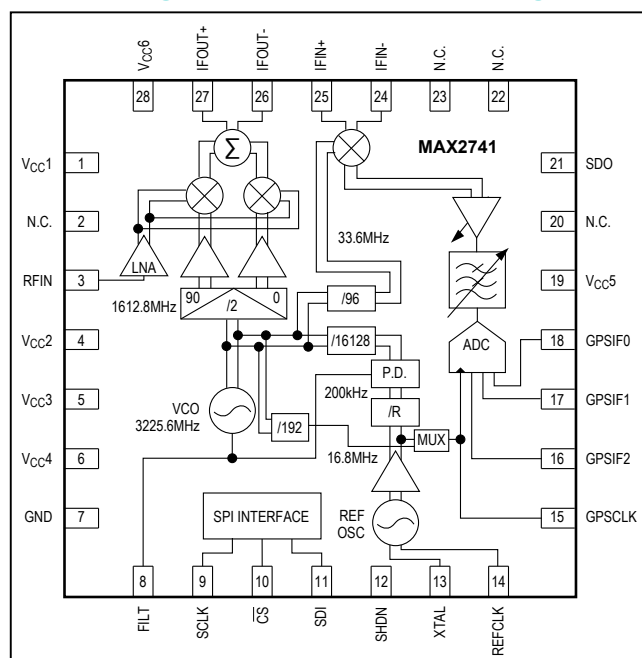 VCC6
IFOUT+
IFOUT-
IFIN+
IFIN-
N.C.
N.C.
28
27
26
25
24
23
22
MAX2741
Σ
VCC1
1
21
SDO
N.C.
2
20
N.C.
33.6MHz
LNA
RFIN
3
19
VCC5
90
/2
0
1612.8MHz
/96
VCC2
4
/16128
ADC
18
GPSIF0
P.D.
200kHz
VCC3
5
17
GPSIF1
VCO
3225.6MHz
/R
/192
MUX
16.8MHz
VCC4
6
16
GPSIF2
GND
7
SPI INTERFACE
REF
OSC
15
GPSCLK
8
9
10
11
12
13
14
FILT
SCLK
CS
SDI
SHDN
XTAL
REFCLK